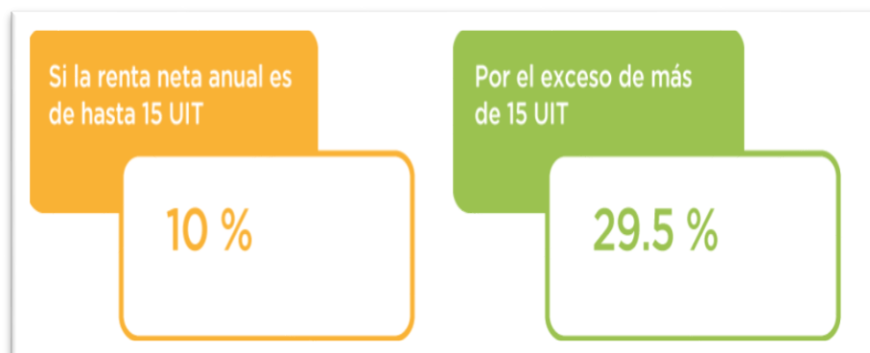 Si la renta neta anual es
de hasta 15 UIT
10 %
Por el exceso de más
de 15 UIT
29.5 %